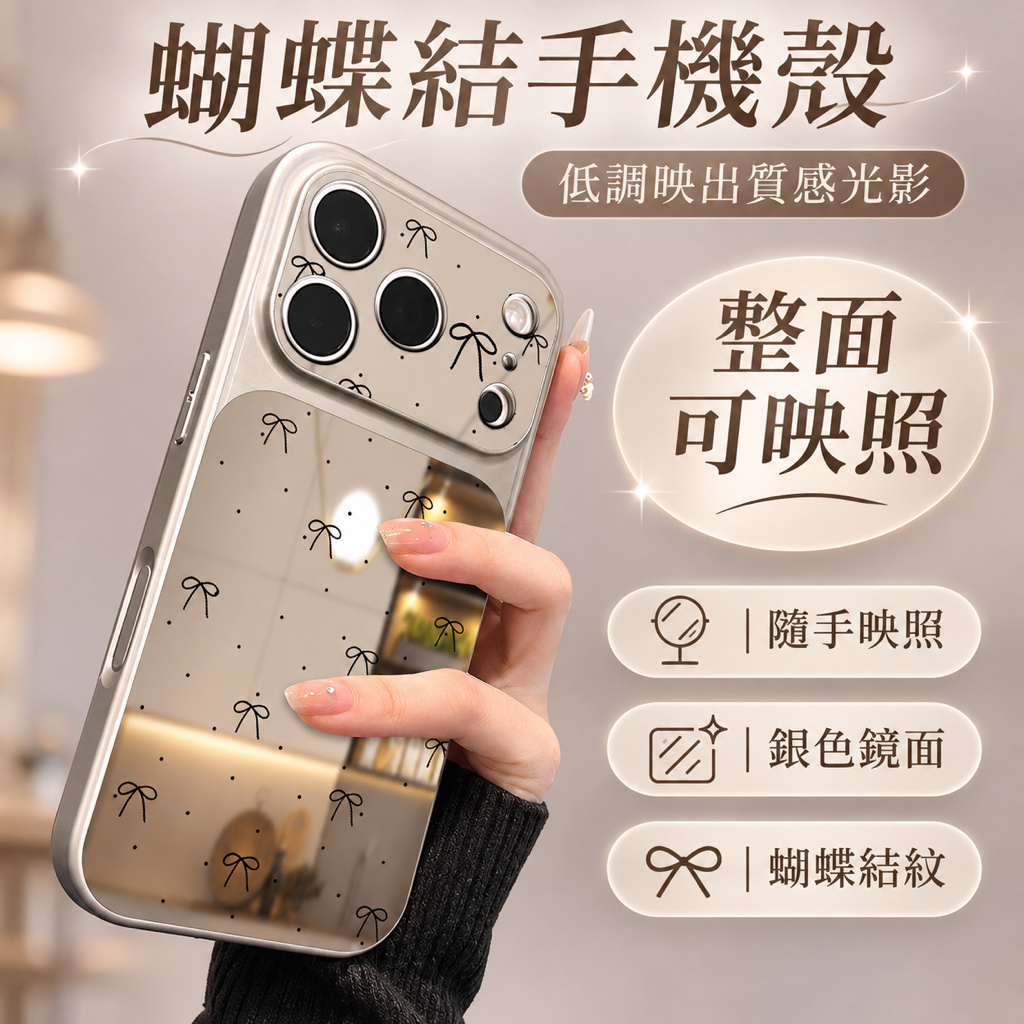 蝴蝶結手機殼
低調映出質感光影
整面
可映照
隨手映照
銀色鏡面
蝴蝶結紋